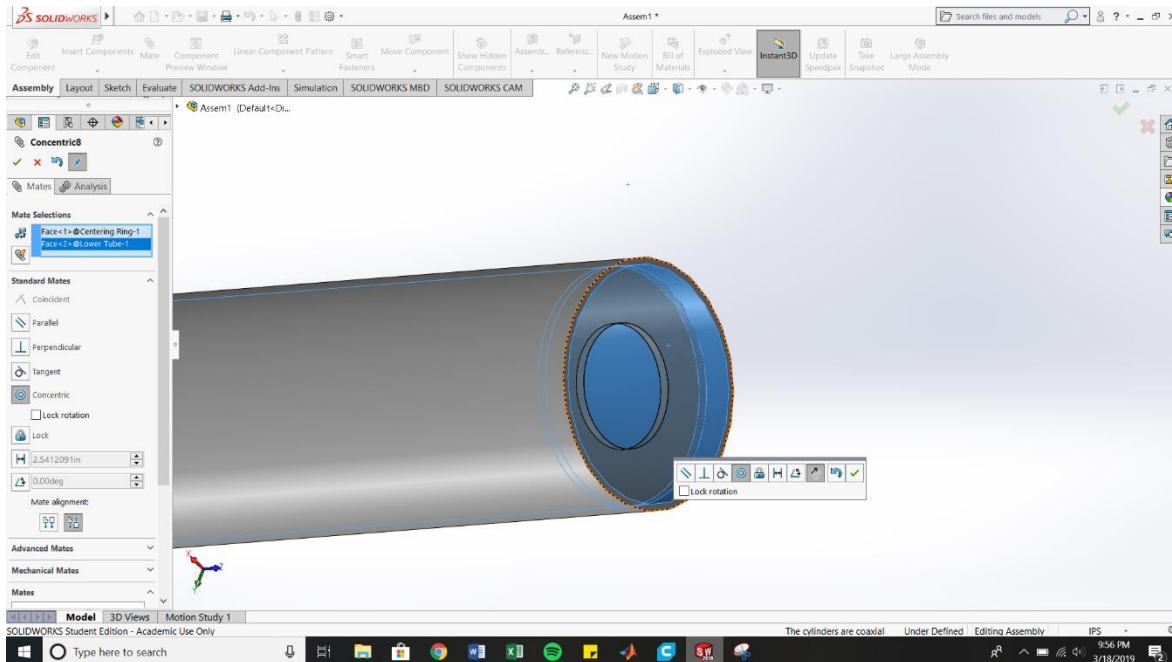 SOLIDWORKS
Assem1 *
Search files and models
Edit Component
Insert Components
Mate
Component Preview Window
Linear Component Pattern
Smart Fasteners
Move Component
Show Hidden Components
Assemb...
Referenc...
New Motion Study
Bill of Materials
Exploded View
Instant3D
Update Speedpak
Take Snapshot
Large Assembly Mode
Assembly Layout Sketch Evaluate SOLIDWORKS Add-Ins Simulation SOLIDWORKS MBD SOLIDWORKS CAM
Assem1 (Default<Di...
Concentric8
Mates Analysis
Mate Selections
Face<1>@Centering Ring-1
Face<2>@Lower Tube-1
Standard Mates
Coincident
Parallel
Perpendicular
Tangent
Concentric
Lock rotation
Lock
2.5412091in
0.00deg
Mate alignment:
Advanced Mates
Mechanical Mates
Mates
Lock rotation
X
Y
Z
Model 3D Views Motion Study 1
SOLIDWORKS Student Edition - Academic Use Only
The cylinders are coaxial Under Defined Editing Assembly IPS
Type here to search
9:56 PM
3/18/2019